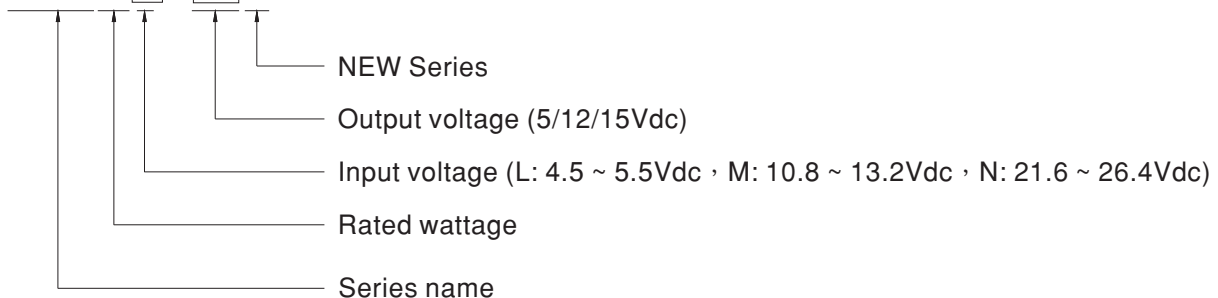 NEW Series
Output voltage (5/12/15Vdc)
Input voltage (L: 4.5 ~ 5.5Vdc，M: 10.8 ~ 13.2Vdc，N: 21.6 ~ 26.4Vdc)
Rated wattage
Series name